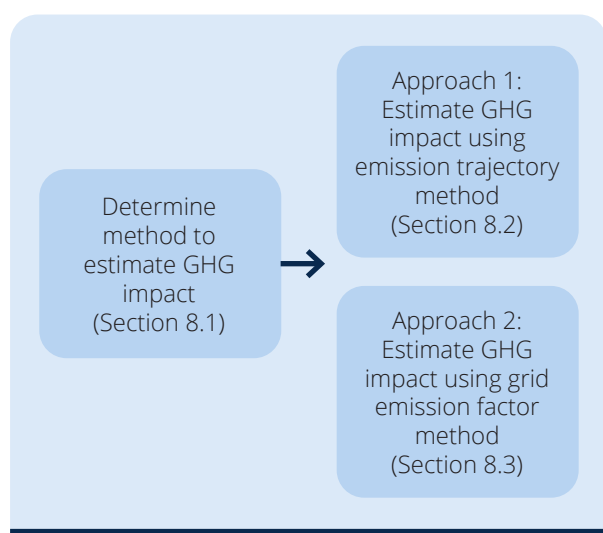 Determine
method to
estimate GHG
impact
(Section 8.1)
Approach 1:
Estimate GHG
impact using
emission trajectory
method
(Section 8.2)
Approach 2:
Estimate GHG
impact using grid
emission factor
method
(Section 8.3)